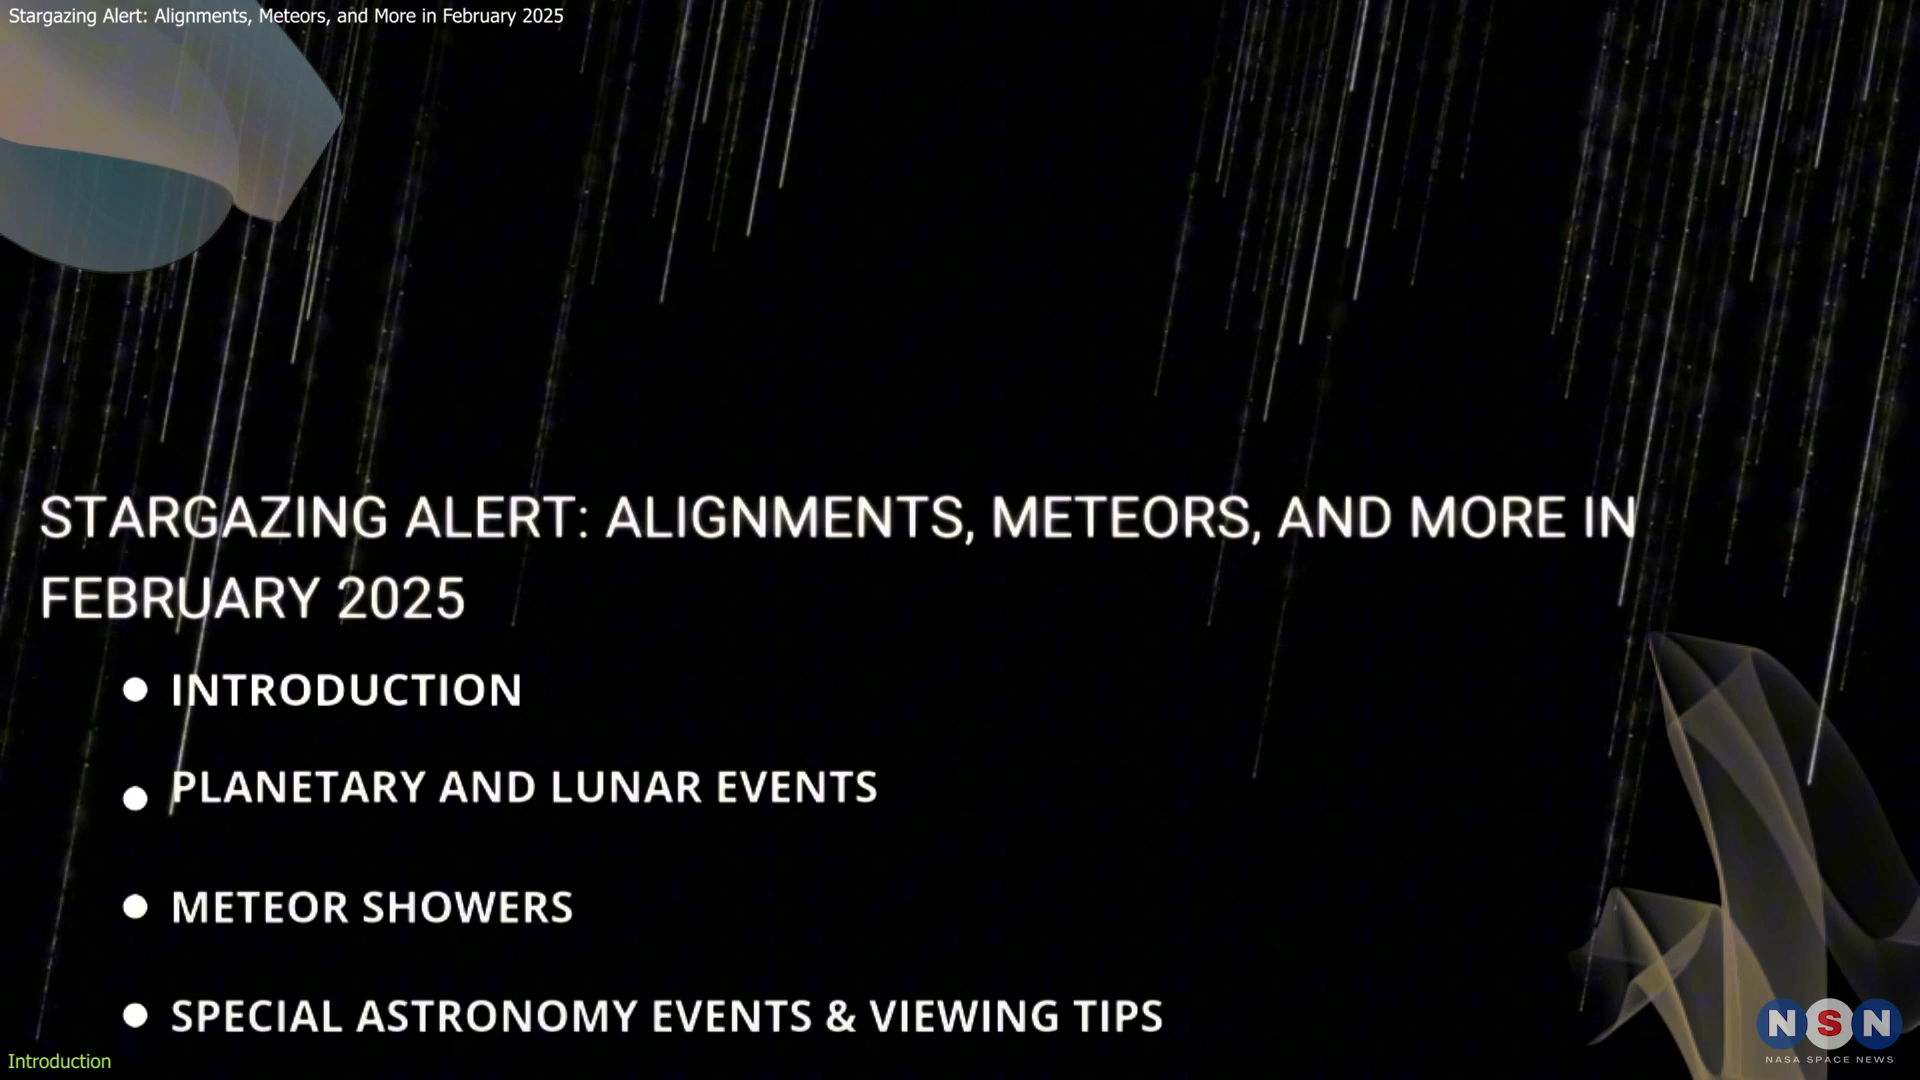 Stargazing Alert: Alignments, Meteors, and More in February 2025
STARGAZING ALERT: ALIGNMENTS, METEORS, AND MORE IN
FEBRUARY 2025
INTRODUCTION
PLANETARY AND LUNAR EVENTS
METEOR SHOWERS
SPECIAL ASTRONOMY EVENTS & VIEWING TIPS
Introduction
NSN
NASA SPACE NEWS